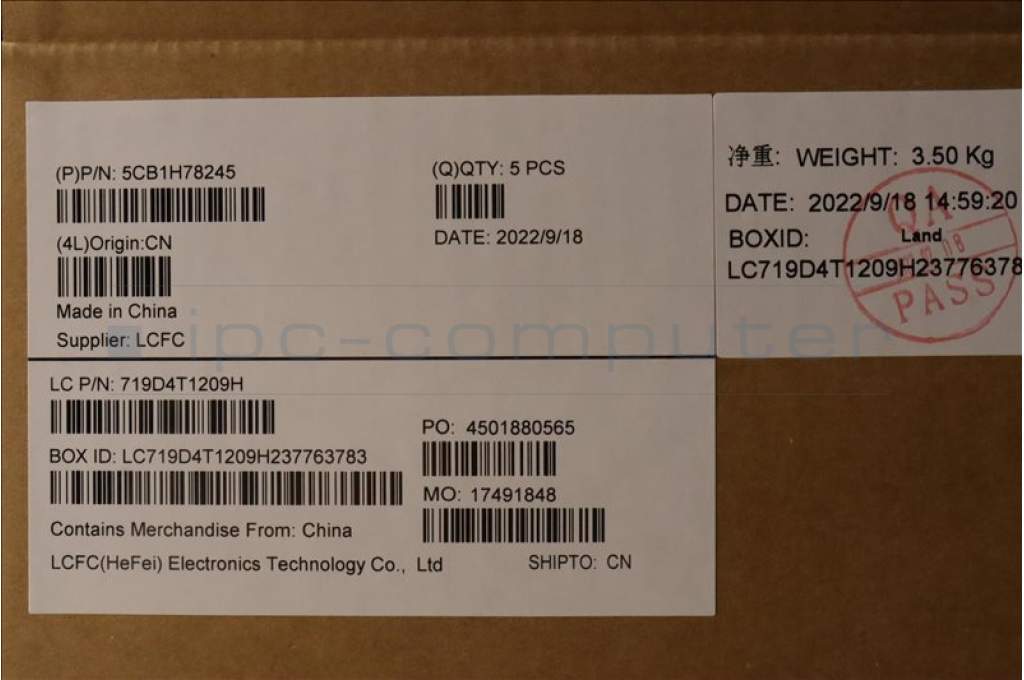 (P)P/N: 5CB1H78245
(Q)QTY: 5 PCS
(4L)Origin:CN
DATE: 2022/9/18
Made in China
Supplier: LCFC
LC P/N: 719D4T1209H
PO: 4501880565
BOX ID: LC719D4T1209H237763783
MO: 17491848
Contains Merchandise From: China
LCFC(HeFei) Electronics Technology Co., Ltd
SHIPTO: CN
净重: WEIGHT: 3.50 Kg
DATE: 2022/9/18 14:59:20
BOXID: Land
LC719D4T1209H23776378
QA
PASS
ipc-computer